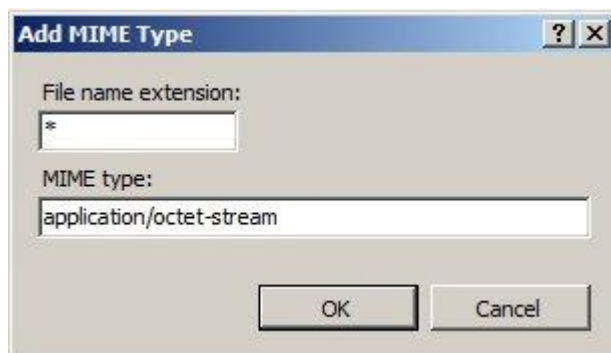 Add MIME Type
? X
File name extension:
*
MIME type:
application/octet-stream
OK Cancel